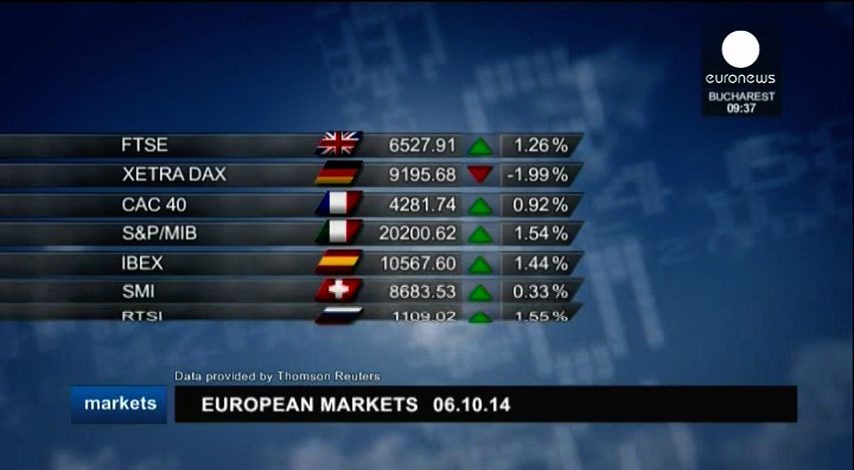 euronews
BUCHAREST
09:37
FTSE 6527.91 1.26%
XETRA DAX 9195.68 -1.99%
CAC 40 4281.74 0.92%
S&P/MIB 20200.62 1.54%
IBEX 10567.60 1.44%
SMI 8683.53 0.33%
RTSI 1109.02 1.55%
Data provided by Thomson Reuters
markets EUROPEAN MARKETS 06.10.14